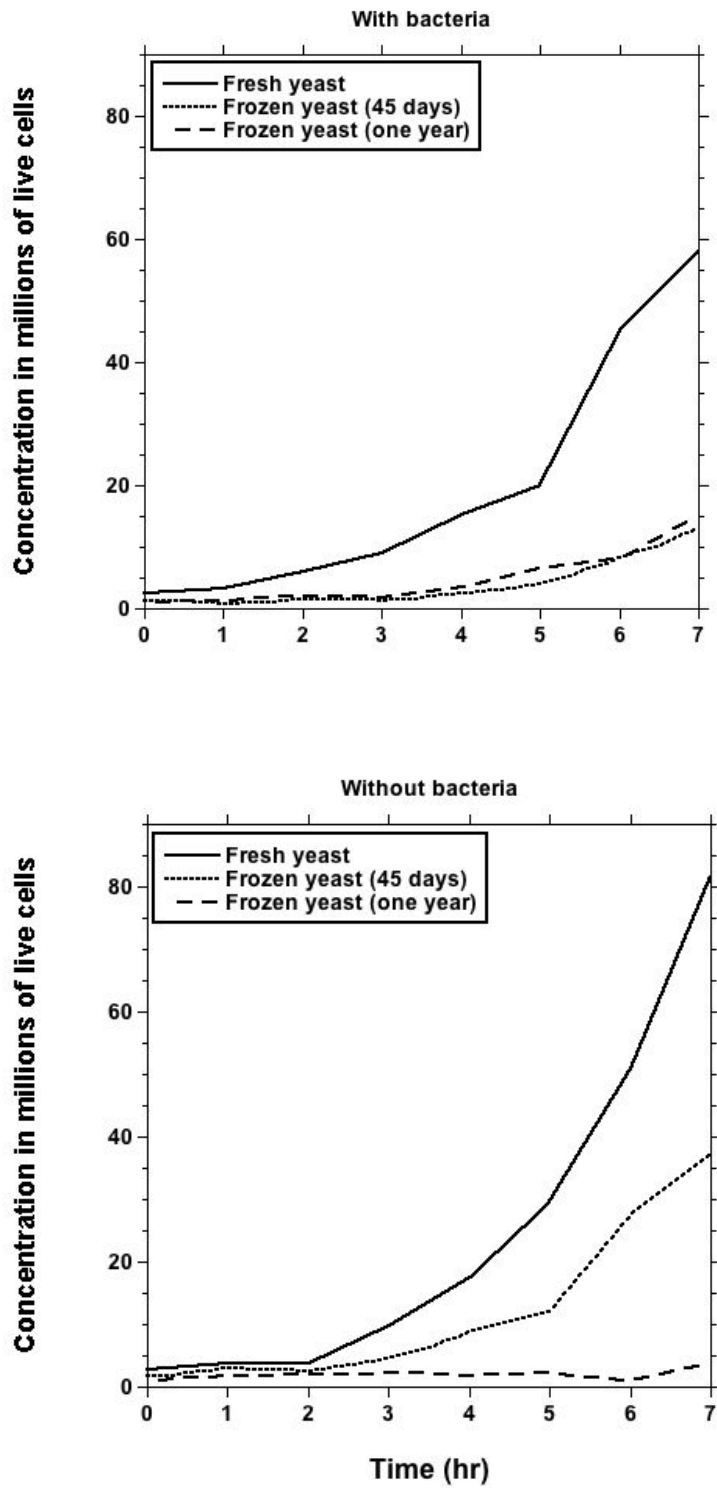 With bacteria
Concentration in millions of live cells
Fresh yeast
Frozen yeast (45 days)
Frozen yeast (one year)
80
60
40
20
0
0 1 2 3 4 5 6 7
Without bacteria
Concentration in millions of live cells
Fresh yeast
Frozen yeast (45 days)
Frozen yeast (one year)
80
60
40
20
0
0 1 2 3 4 5 6 7
Time (hr)